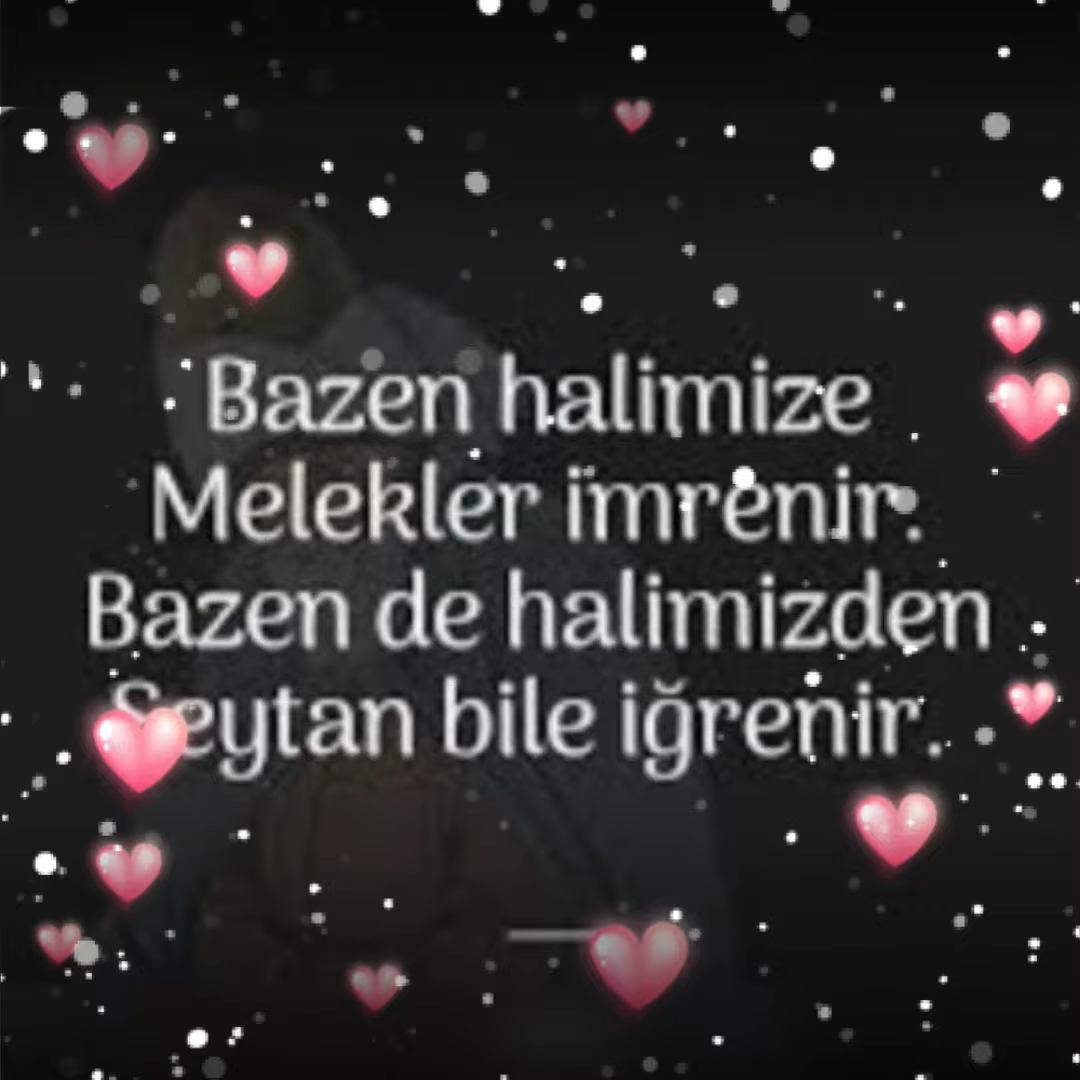 Bazen halimize
Melekler imrenir.
Bazen de halimizden
Şeytan bile iğrenir.